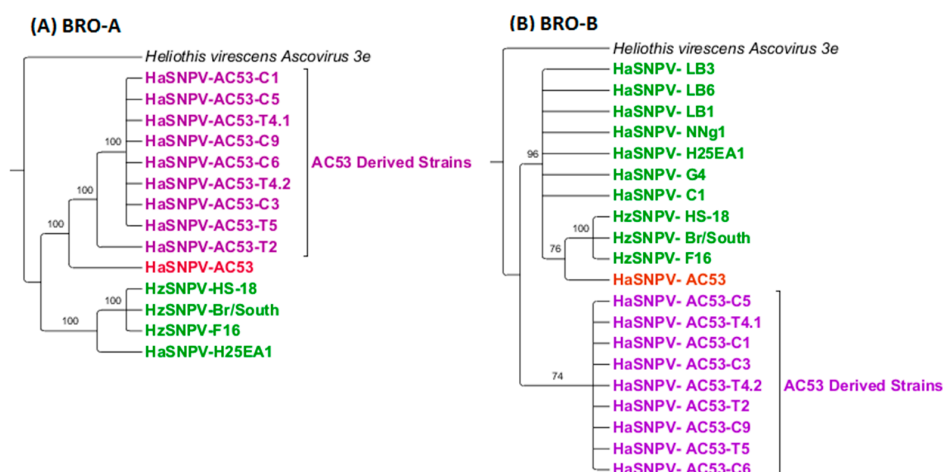 (A) BRO-A
Heliothis virescens Ascovirus 3e
HaSNPV-AC53-C1
HaSNPV-AC53-C5
HaSNPV-AC53-T4.1
HaSNPV-AC53-C9
100
HaSNPV-AC53-C6
AC53 Derived Strains
HaSNPV-AC53-T4.2
100
HaSNPV-AC53-C3
HaSNPV-AC53-T5
100
HaSNPV-AC53-T2
HaSNPV-AC53
HzSNPV-HS-18
100
HzSNPV-Br/South
100
HzSNPV-F16
HaSNPV-H25EA1
(B) BRO-B
Heliothis virescens Ascovirus 3e
HaSNPV- LB3
HaSNPV- LB6
HaSNPV- LB1
HaSNPV- NNg1
96
HaSNPV- H25EA1
HaSNPV- G4
HaSNPV- C1
HzSNPV- HS-18
100
HzSNPV- Br/South
76
HzSNPV- F16
HaSNPV- AC53
HaSNPV- AC53-C5
HaSNPV- AC53-T4.1
HaSNPV- AC53-C1
HaSNPV- AC53-C3
74
HaSNPV- AC53-T4.2
AC53 Derived Strains
HaSNPV- AC53-T2
HaSNPV- AC53-C9
HaSNPV- AC53-T5
HaSNPV- AC53-C6